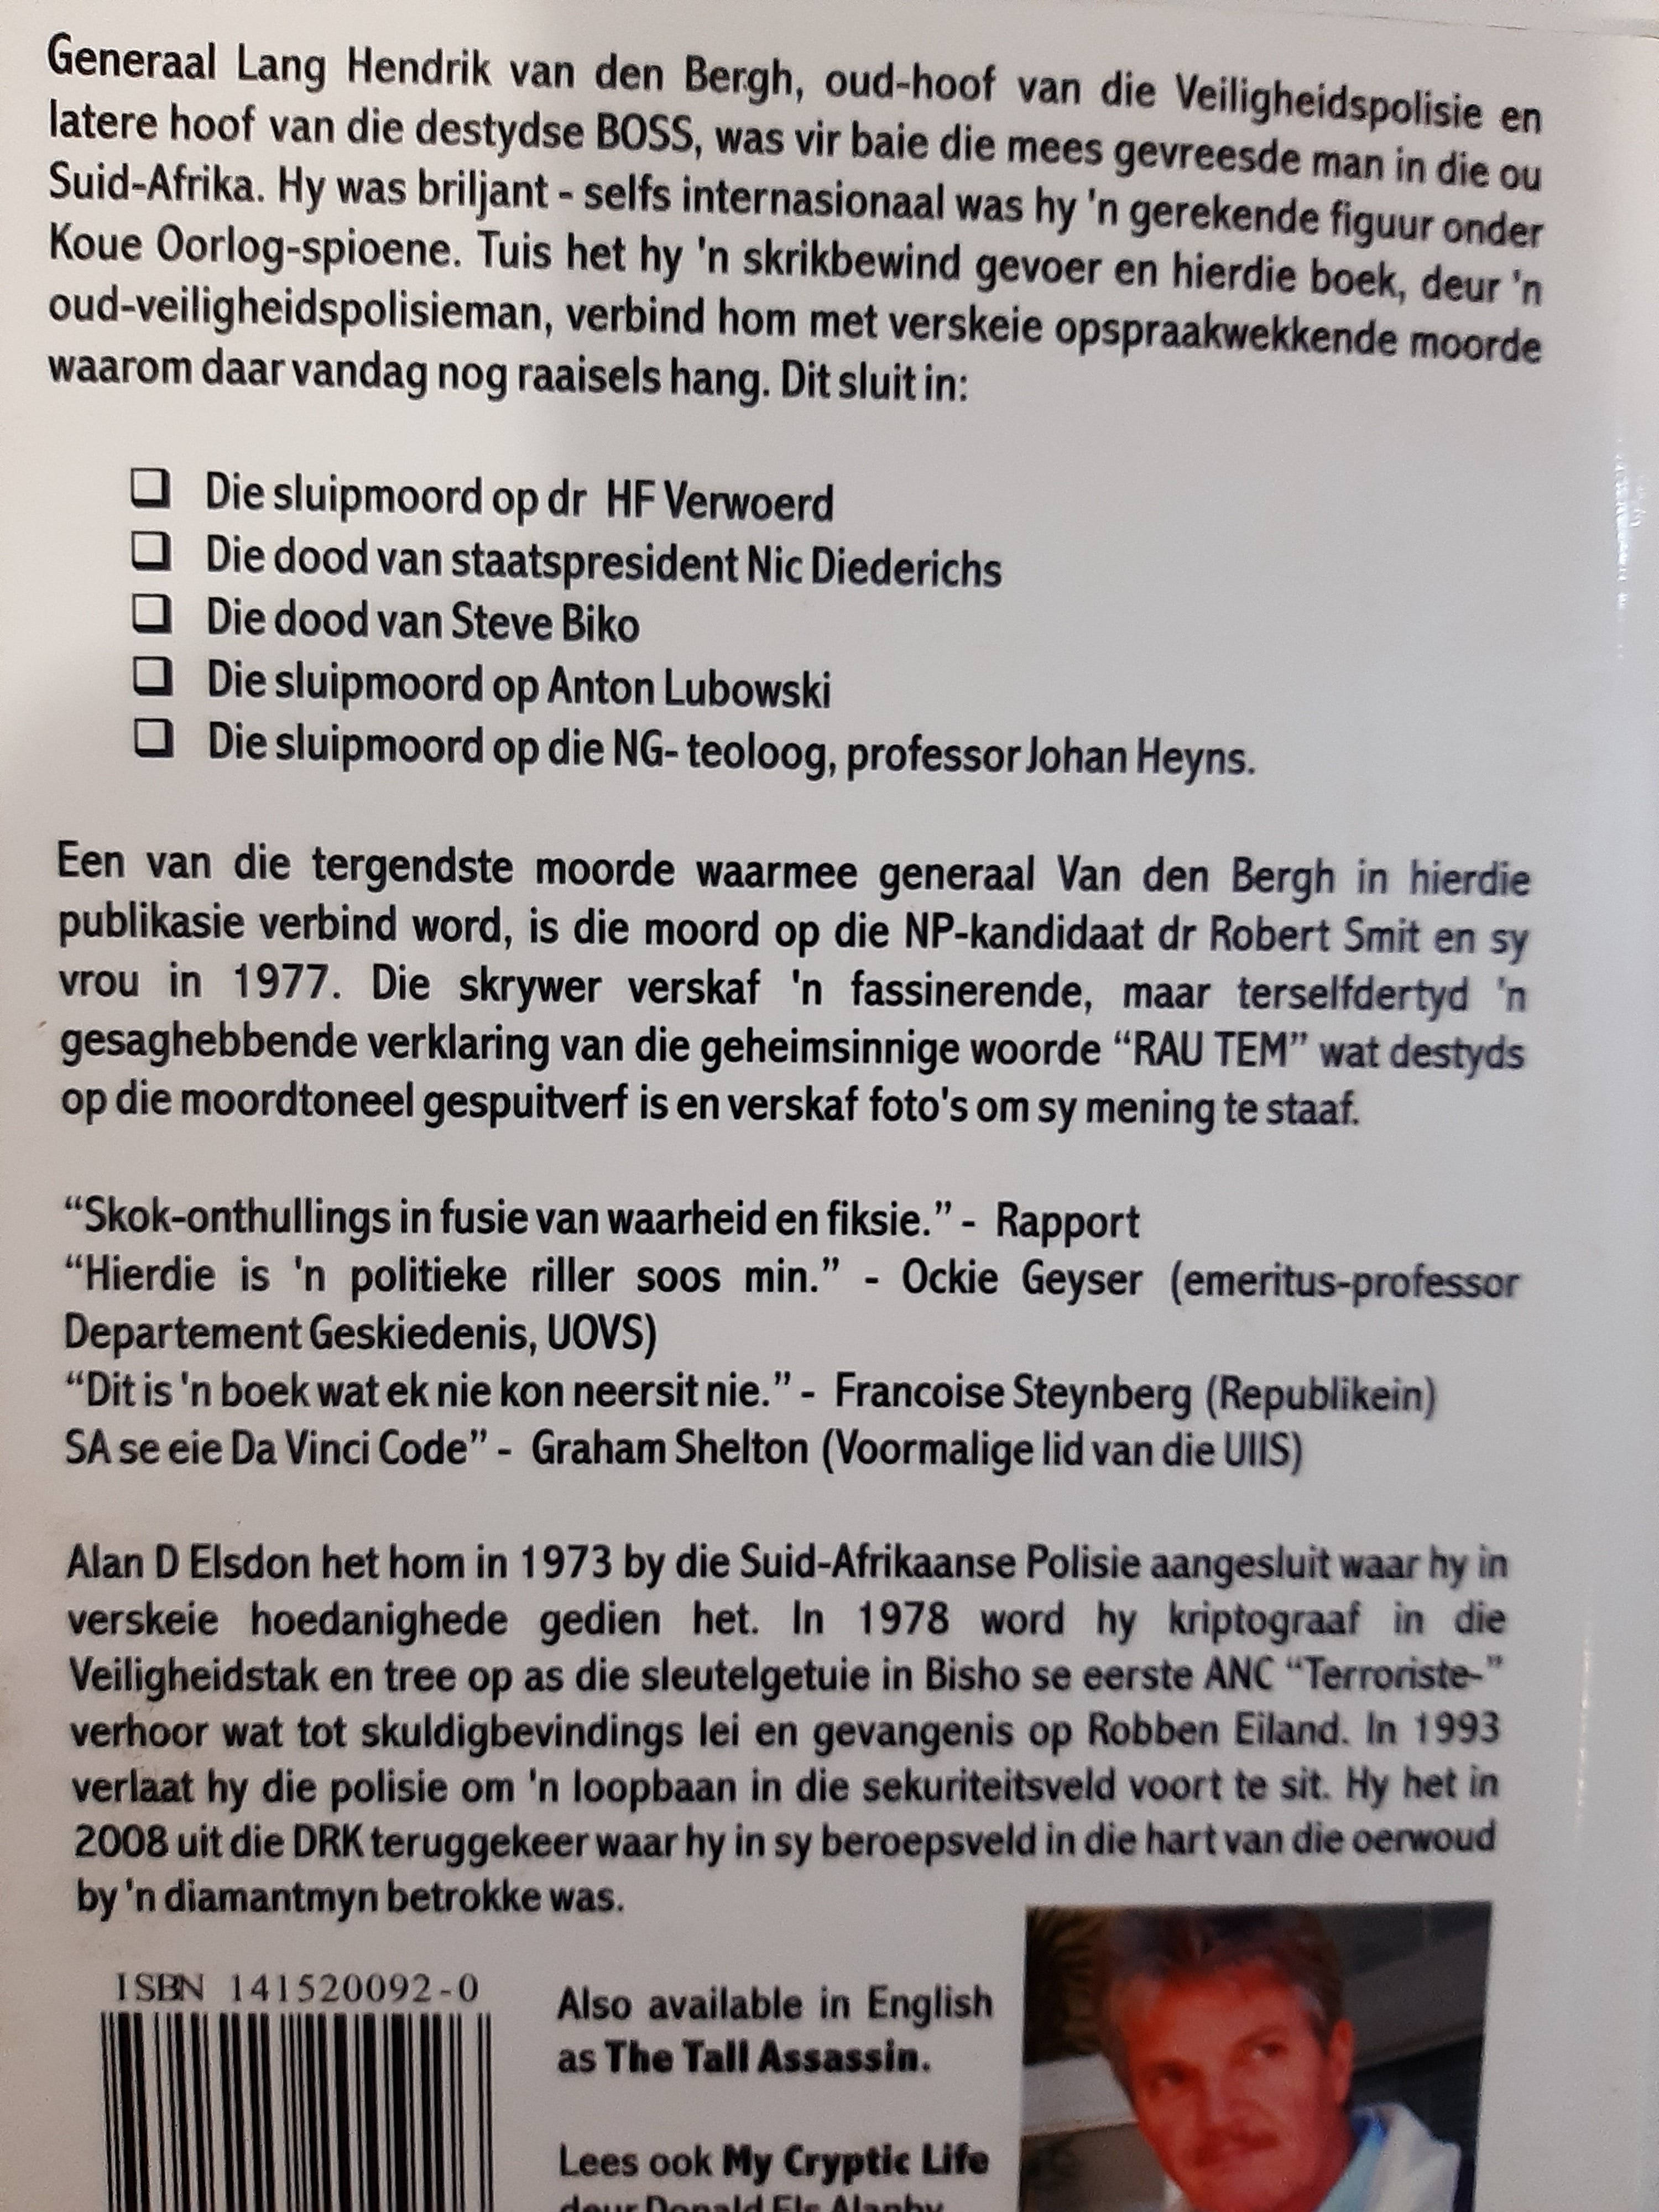 Generaal Lang Hendrik van den Bergh, oud-hoof van die Veiligheidspolisie en
latere hoof van die destydse BOSS, was vir baie die mees gevreesde man in die ou
Suid-Afrika. Hy was briljant - selfs internasionaal was hy 'n gerekende figuur onder
Koue Oorlog-spioene. Tuis het hy 'n skrikbewind gevoer en hierdie boek, deur 'n
oud-veiligheidspolisieman, verbind hom met verskeie opspraakwekkende moorde
waarom daar vandag nog raaisels hang. Dit sluit in:
❏ Die sluipmoord op dr HF Verwoerd
❏ Die dood van staatspresident Nic Diederichs
❏ Die dood van Steve Biko
❏ Die sluipmoord op Anton Lubowski
❏ Die sluipmoord op die NG- teoloog, professor Johan Heyns.
Een van die tergendste moorde waarmee generaal Van den Bergh in hierdie
publikasie verbind word, is die moord op die NP-kandidaat dr Robert Smit en sy
vrou in 1977. Die skrywer verskaf 'n fassinerende, maar terselfdertyd 'n
gesaghebbende verklaring van die geheimsinnige woorde “RAU TEM” wat destyds
op die moordtoneel gespuitverf is en verskaf foto's om sy mening te staaf.
“Skok-onthullings in fusie van waarheid en fiksie.” - Rapport
“Hierdie is 'n politieke riller soos min.” - Ockie Geyser (emeritus-professor
Departement Geskiedenis, UOVS)
“Dit is 'n boek wat ek nie kon neersit nie.” - Francoise Steynberg (Republikein)
SA se eie Da Vinci Code” - Graham Shelton (Voormalige lid van die UIIS)
Alan D Elsdon het hom in 1973 by die Suid-Afrikaanse Polisie aangesluit waar hy in
verskeie hoedanighede gedien het. In 1978 word hy kriptograaf in die
Veiligheidstak en tree op as die sleutelgetuie in Bisho se eerste ANC “Terroriste-”
verhoor wat tot skuldigbevindings lei en gevangenis op Robben Eiland. In 1993
verlaat hy die polisie om 'n loopbaan in die sekuriteitsveld voort te sit. Hy het in
2008 uit die DRK teruggekeer waar hy in sy beroepsveld in die hart van die oerwoud
by 'n diamantmyn betrokke was.
ISBN 141520092-0
Also available in English
as The Tall Assassin.
Lees ook My Cryptic Life
deur Donald Els Alanby